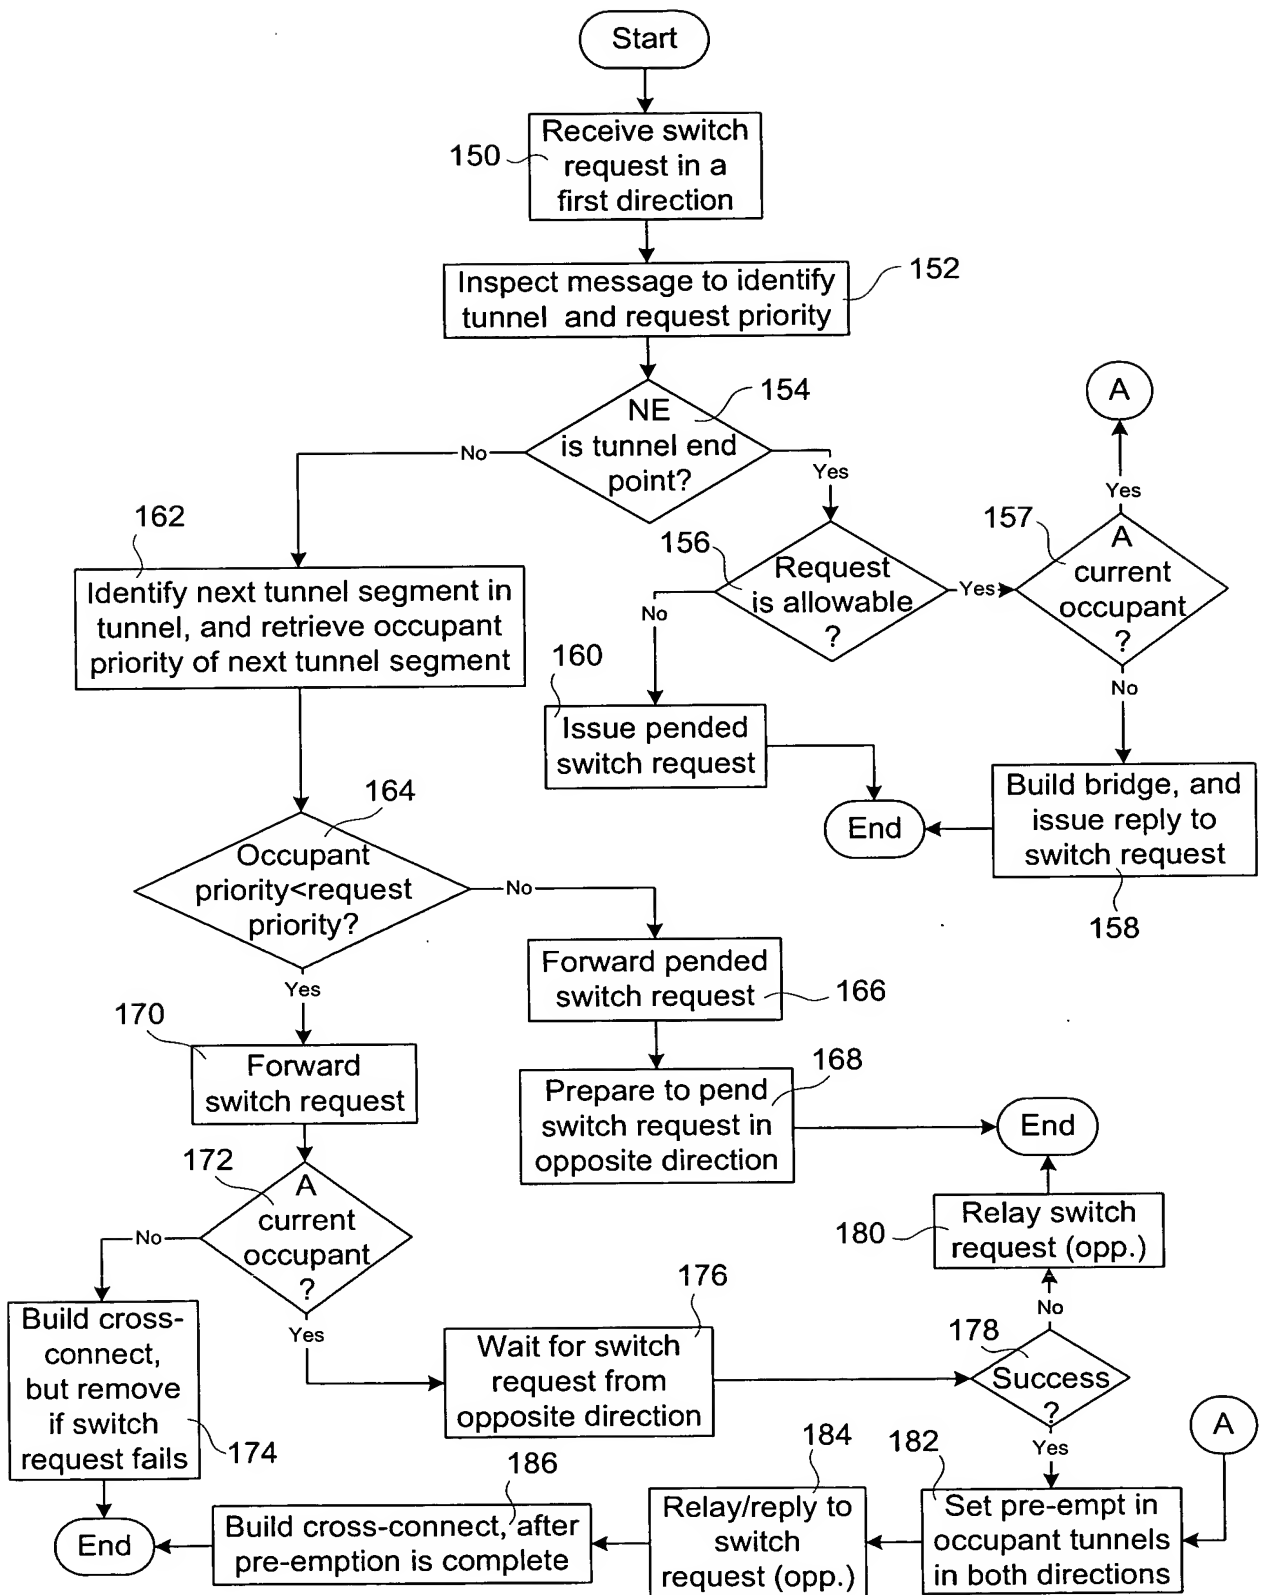 Start
150
Receive switch
request in a
first direction
152
Inspect message to identify
tunnel and request priority
154
NE
is tunnel end
point?
No
Yes
A
Yes
162
Identify next tunnel segment in
tunnel, and retrieve occupant
priority of next tunnel segment
156
Request
is allowable
?
Yes
No
157
A
current
occupant
?
No
160
Issue pended
switch request
End
Build bridge, and
issue reply to
switch request
158
164
Occupant
priority<request
priority?
No
Yes
Forward pended
switch request
166
170
Forward
switch request
Prepare to pend
switch request in
opposite direction
168
End
172
A
current
occupant
?
No
Yes
180
Relay switch
request (opp.)
No
Build cross-
connect,
but remove
if switch
request fails
174
176
Wait for switch
request from
opposite direction
178
Success
?
Yes
A
182
Set pre-empt in
occupant tunnels
in both directions
184
Relay/reply to
switch
request (opp.)
186
Build cross-connect, after
pre-emption is complete
End